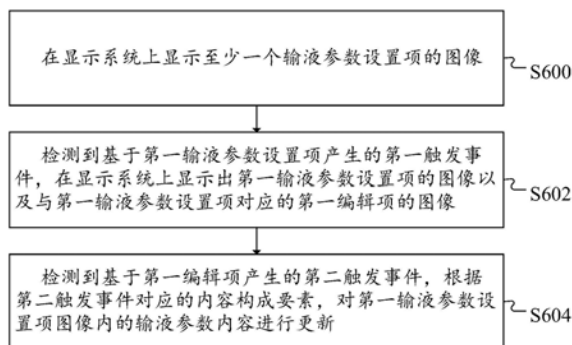 在显示系统上显示至少一个输液参数设置项的图像
S600
检测到基于第一输液参数设置项产生的第一触发事
件，在显示系统上显示出第一输液参数设置项的图像以
及与第一输液参数设置项对应的第一编辑项的图像
S602
检测到基于第一编辑项产生的第二触发事件，根据
第二触发事件对应的内容构成要素，对第一输液参数设
置项图像内的输液参数内容进行更新
S604